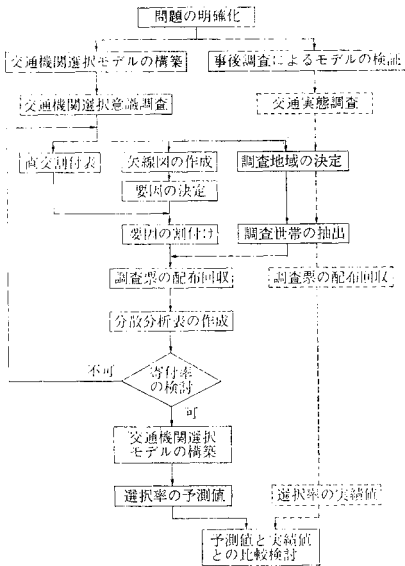 問題の明確化
交通機関選択モデルの構築
事後調査によるモデルの検証
交通機関選択意識調査
交通実態調査
直交割付表
矢線図の作成
調査地域の決定
要因の決定
要因の割付け
調査世帯の抽出
調査票の配布回収
調査票の配布回収
分散分析表の作成
不可
寄付率
の検討
可
交通機関選択
モデルの構築
選択率の予測値
選択率の実績値
予測値と実績値
との比較検討